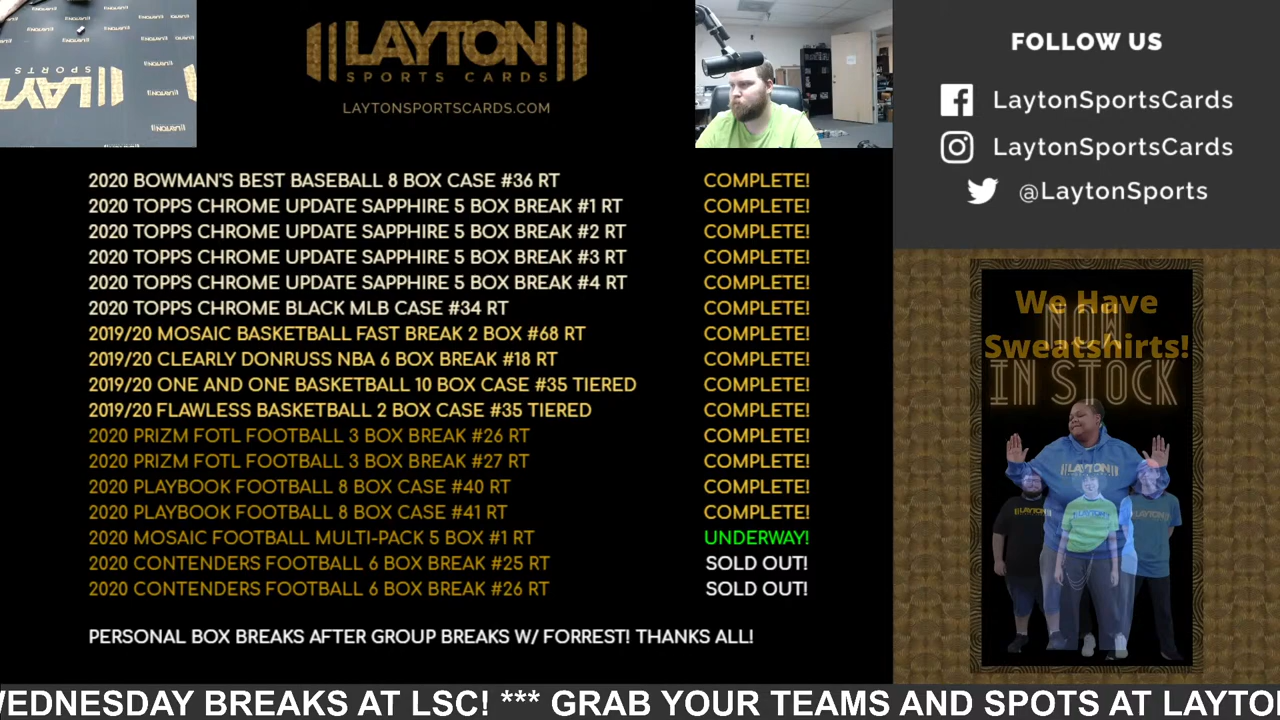 LAYTON
SPORTS CARDS
LAYTONSPORTSCARDS.COM
FOLLOW US
LaytonSportsCards
LaytonSportsCards
@LaytonSports
2020 BOWMAN'S BEST BASEBALL 8 BOX CASE #36 RT COMPLETE!
2020 TOPPS CHROME UPDATE SAPPHIRE 5 BOX BREAK #1 RT COMPLETE!
2020 TOPPS CHROME UPDATE SAPPHIRE 5 BOX BREAK #2 RT COMPLETE!
2020 TOPPS CHROME UPDATE SAPPHIRE 5 BOX BREAK #3 RT COMPLETE!
2020 TOPPS CHROME UPDATE SAPPHIRE 5 BOX BREAK #4 RT COMPLETE!
2020 TOPPS CHROME BLACK MLB CASE #34 RT COMPLETE!
2019/20 MOSAIC BASKETBALL FAST BREAK 2 BOX #68 RT COMPLETE!
2019/20 CLEARLY DONRUSS NBA 6 BOX BREAK #18 RT COMPLETE!
2019/20 ONE AND ONE BASKETBALL 10 BOX CASE #35 TIERED COMPLETE!
2019/20 FLAWLESS BASKETBALL 2 BOX CASE #35 TIERED COMPLETE!
2020 PRIZM FOTL FOOTBALL 3 BOX BREAK #26 RT COMPLETE!
2020 PRIZM FOTL FOOTBALL 3 BOX BREAK #27 RT COMPLETE!
2020 PLAYBOOK FOOTBALL 8 BOX CASE #40 RT COMPLETE!
2020 PLAYBOOK FOOTBALL 8 BOX CASE #41 RT COMPLETE!
2020 MOSAIC FOOTBALL MULTI-PACK 5 BOX #1 RT UNDERWAY!
2020 CONTENDERS FOOTBALL 6 BOX BREAK #25 RT SOLD OUT!
2020 CONTENDERS FOOTBALL 6 BOX BREAK #26 RT SOLD OUT!
PERSONAL BOX BREAKS AFTER GROUP BREAKS W/ FORREST! THANKS ALL!
We Have
Sweatshirts!
NOW
IN STOCK
LAYTON
LAYTON
LAYTON
SPORTS
WEDNESDAY BREAKS AT LSC! *** GRAB YOUR TEAMS AND SPOTS AT LAYTO